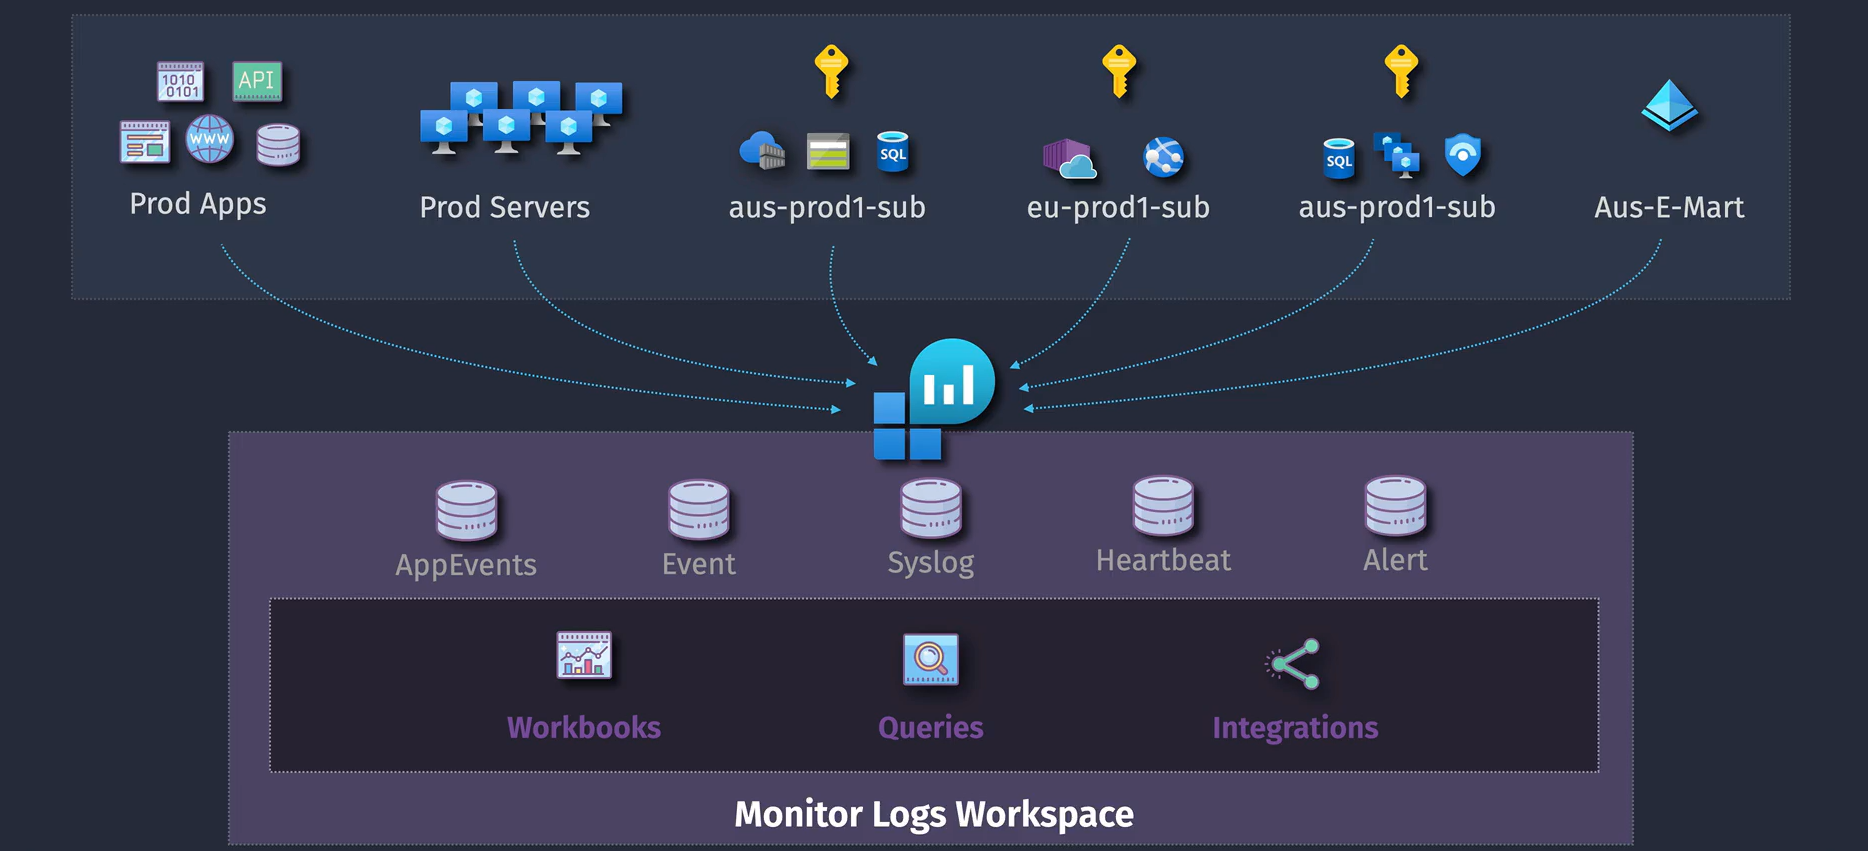 1010
0101
API
WWW
Prod Apps
Prod Servers
SQL
aus-prod1-sub
eu-prod1-sub
SQL
aus-prod1-sub
Aus-E-Mart
AppEvents
Event
Syslog
Heartbeat
Alert
Workbooks
Queries
Integrations
Monitor Logs Workspace